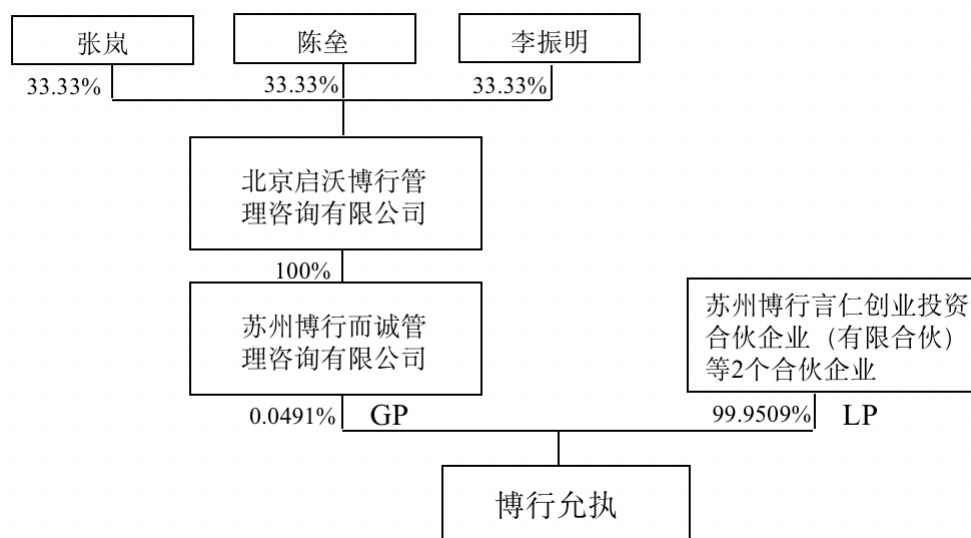 张岚
陈垒
李振明
33.33%
33.33%
33.33%
北京启沃博行管
理咨询有限公司
100%
苏州博行而诚管
理咨询有限公司
苏州博行言仁创业投资
合伙企业（有限合伙）
等2个合伙企业
0.0491%
GP
99.9509%
LP
博行允执